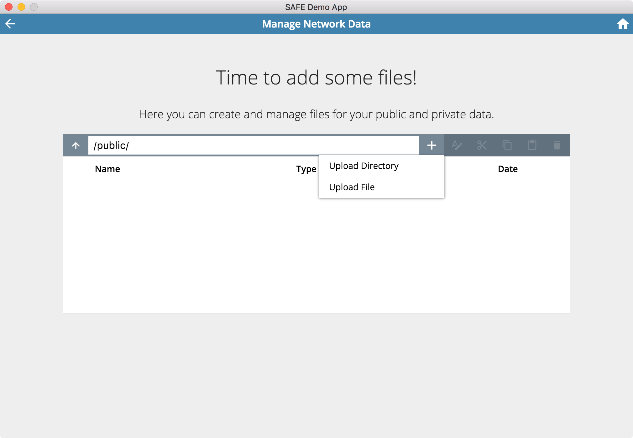 SAFE Demo App
Manage Network Data
Time to add some files!
Here you can create and manage files for your public and private data.
/public/
Upload Directory
Upload File
Name Type Date